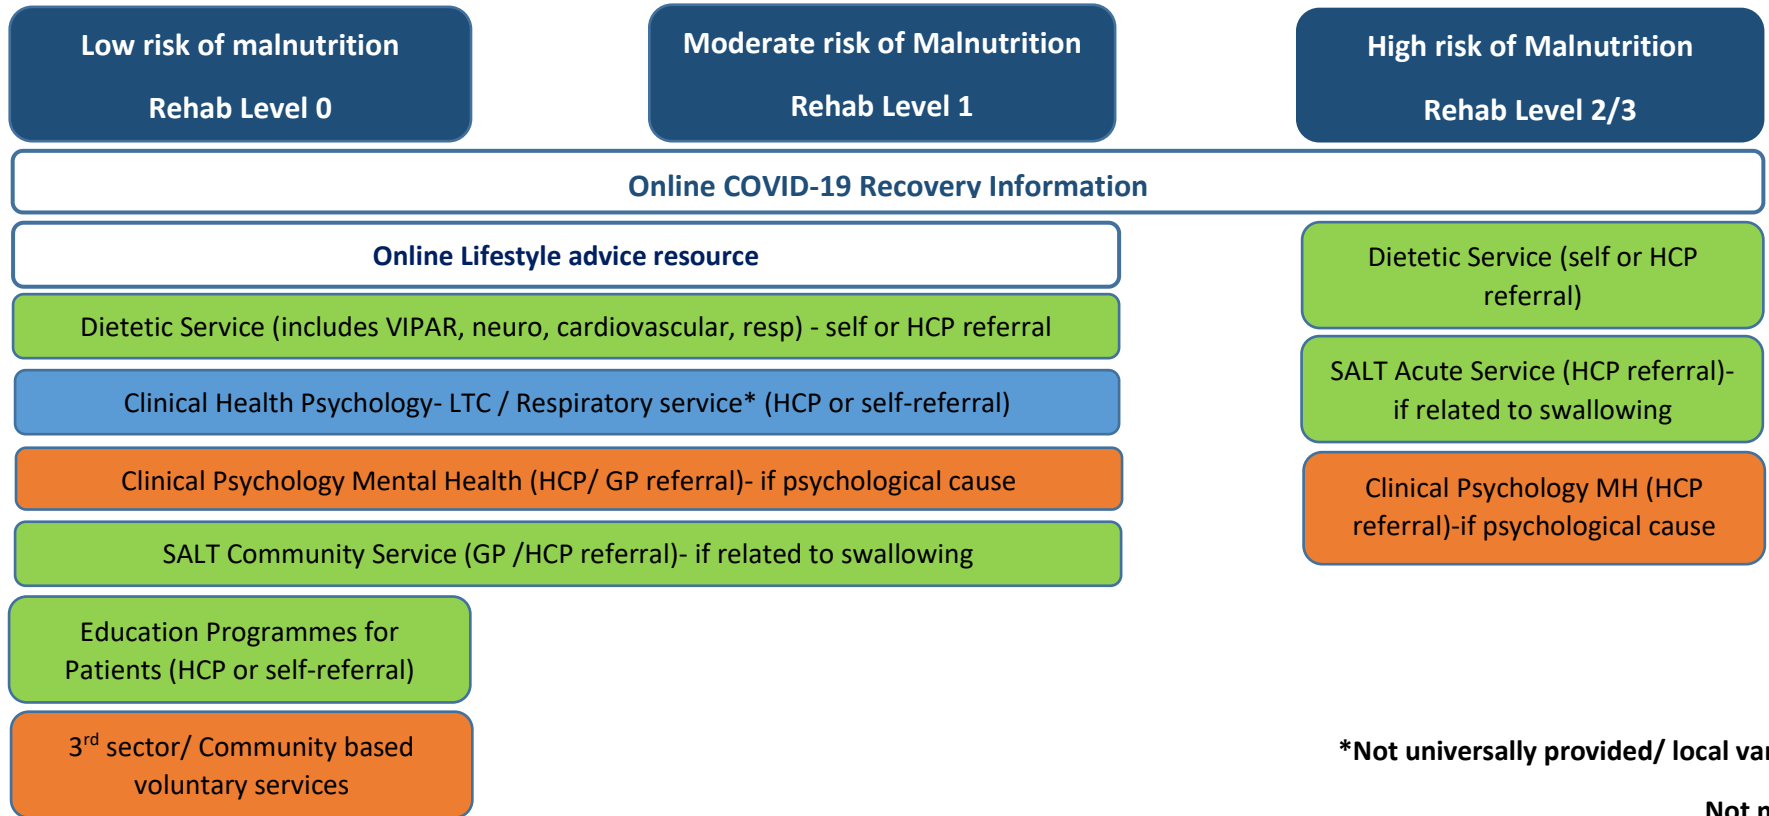 Low risk of malnutrition
Rehab Level 0
Moderate risk of Malnutrition
Rehab Level 1
High risk of Malnutrition
Rehab Level 2/3
Online COVID-19 Recovery Information
Online Lifestyle advice resource
Dietetic Service (includes VIPAR, neuro, cardiovascular, resp) - self or HCP referral
Clinical Health Psychology- LTC / Respiratory service* (HCP or self-referral)
Clinical Psychology Mental Health (HCP/ GP referral)- if psychological cause
SALT Community Service (GP /HCP referral)- if related to swallowing
Education Programmes for
Patients (HCP or self-referral)
3rd sector/ Community based
voluntary services
Dietetic Service (self or HCP
referral)
SALT Acute Service (HCP referral)-
if related to swallowing
Clinical Psychology MH (HCP
referral)-if psychological cause
*Not universally provided/ local
Not